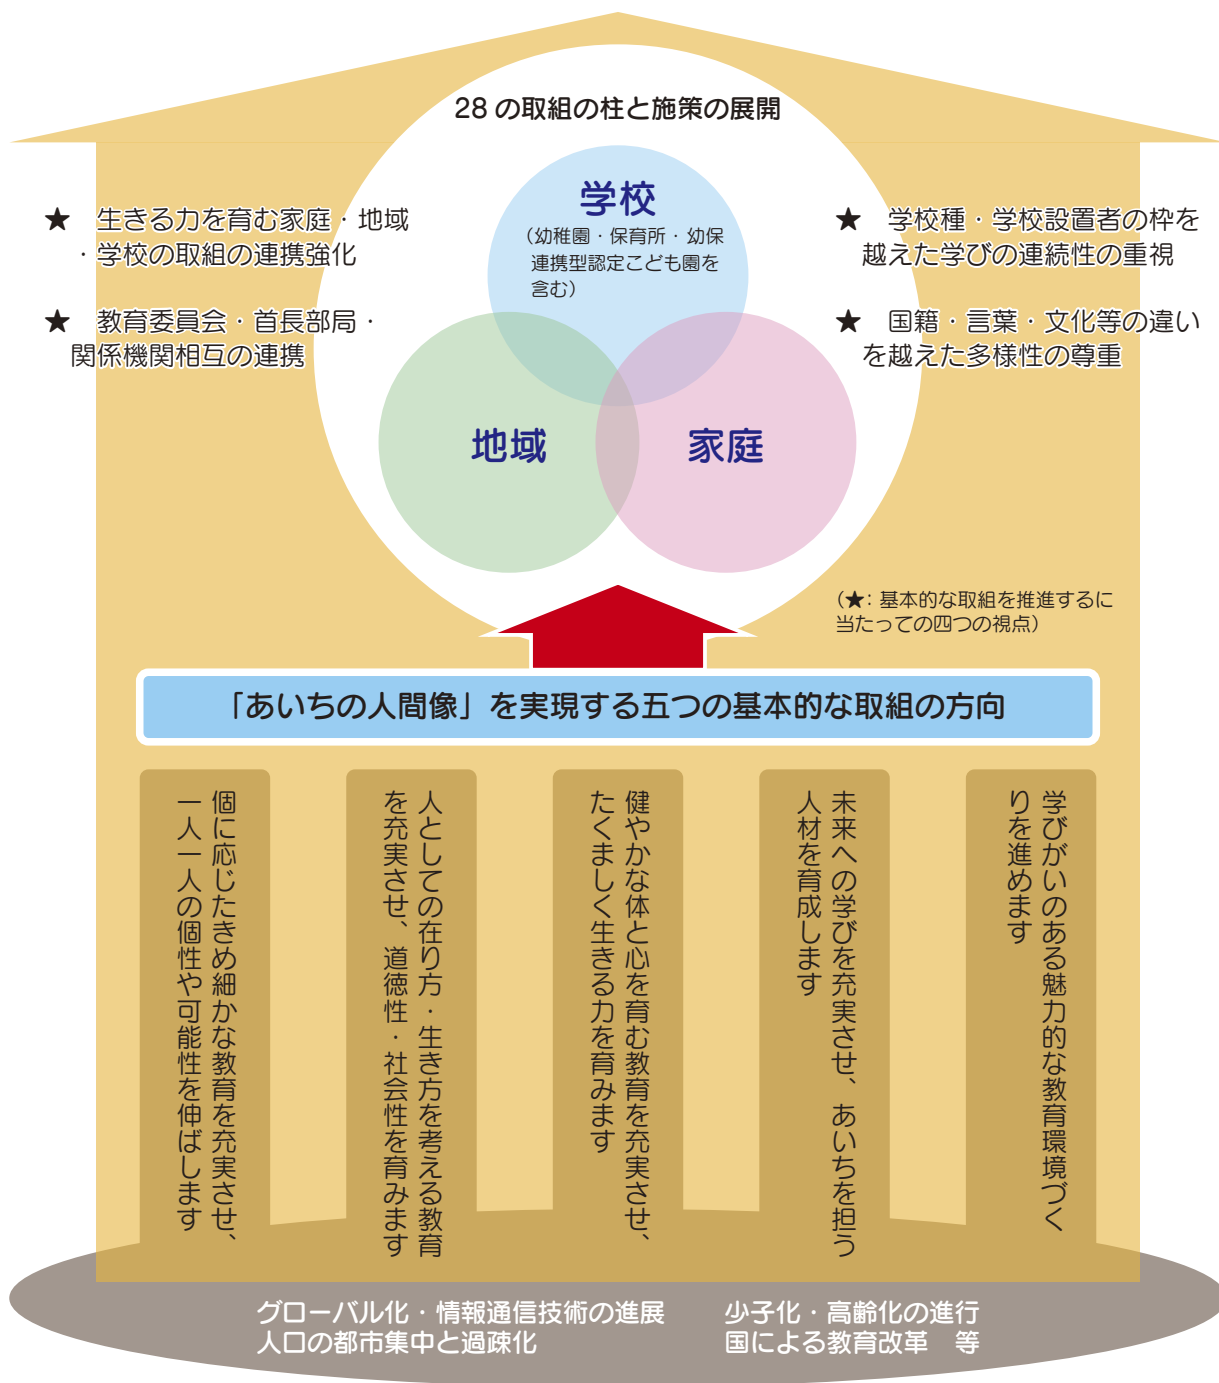 28の取組の柱と施策の展開
学校
（幼稚園・保育所・幼保
連携型認定こども園を
含む）
地域
家庭
★　生きる力を育む家庭・地域
・学校の取組の連携強化
★　教育委員会・首長部局・
関係機関相互の連携
★　学校種・学校設置者の枠を
越えた学びの連続性の重視
★　国籍・言葉・文化等の違い
を越えた多様性の尊重
（★：基本的な取組を推進するに
当たっての四つの視点）
「あいちの人間像」を実現する五つの基本的な取組の方向
個に応じたきめ細かな教育を充実させ、
一人一人の個性や可能性を伸ばします
人としての在り方・生き方を考える教育
を充実させ、道徳性・社会性を育みます
健やかな体と心を育む教育を充実させ、
たくましく生きる力を育みます
未来への学びを充実させ、あいちを担う
人材を育成します
学びがいのある魅力的な教育環境づく
りを進めます
グローバル化・情報通信技術の進展
人口の都市集中と過疎化
少子化・高齢化の進行
国による教育改革　等